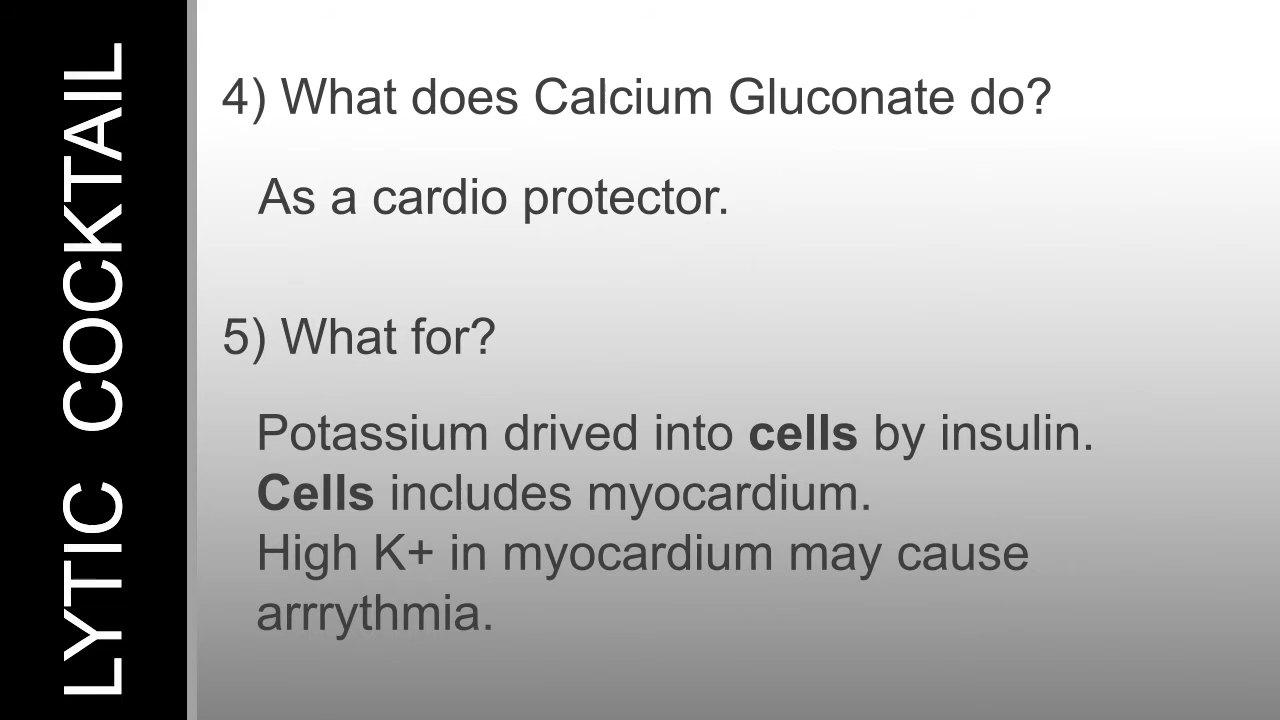 LYTIC COCKTAIL
4) What does Calcium Gluconate do?
As a cardio protector.
5) What for?
Potassium drived into cells by insulin.
Cells includes myocardium.
High K+ in myocardium may cause
arrrythmia.